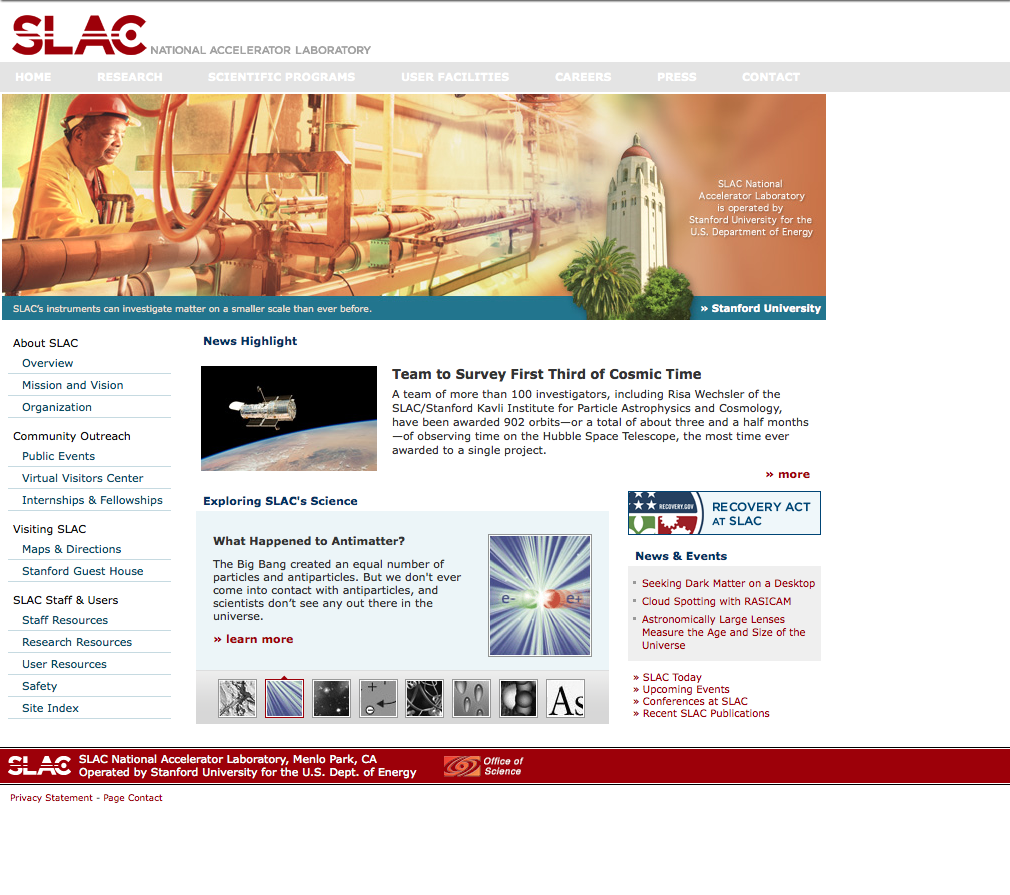 SLAC NATIONAL ACCELERATOR LABORATORY
HOME RESEARCH SCIENTIFIC PROGRAMS USER FACILITIES CAREERS PRESS CONTACT
SLAC National
Accelerator Laboratory
is operated by
Stanford University for the
U.S. Department of Energy
SLAC's instruments can investigate matter on a smaller scale than ever before.
» Stanford University
About SLAC
Overview
Mission and Vision
Organization
Community Outreach
Public Events
Virtual Visitors Center
Internships & Fellowships
Visiting SLAC
Maps & Directions
Stanford Guest House
SLAC Staff & Users
Staff Resources
Research Resources
User Resources
Safety
Site Index
News Highlight
Team to Survey First Third of Cosmic Time
A team of more than 100 investigators, including Risa Wechsler of the
SLAC/Stanford Kavli Institute for Particle Astrophysics and Cosmology,
have been awarded 902 orbits—or a total of about three and a half months
—of observing time on the Hubble Space Telescope, the most time ever
awarded to a single project.
» more
Exploring SLAC's Science
What Happened to Antimatter?
The Big Bang created an equal number of
particles and antiparticles. But we don't ever
come into contact with antiparticles, and
scientists don't see any out there in the
universe.
» learn more
e- e+
As
RECOVERY.GOV
RECOVERY ACT
AT SLAC
News & Events
Seeking Dark Matter on a Desktop
Cloud Spotting with RASICAM
Astronomically Large Lenses
Measure the Age and Size of the
Universe
» SLAC Today
» Upcoming Events
» Conferences at SLAC
» Recent SLAC Publications
SLAC
SLAC National Accelerator Laboratory, Menlo Park, CA
Operated by Stanford University for the U.S. Dept. of Energy
Office of
Science
Privacy Statement - Page Contact